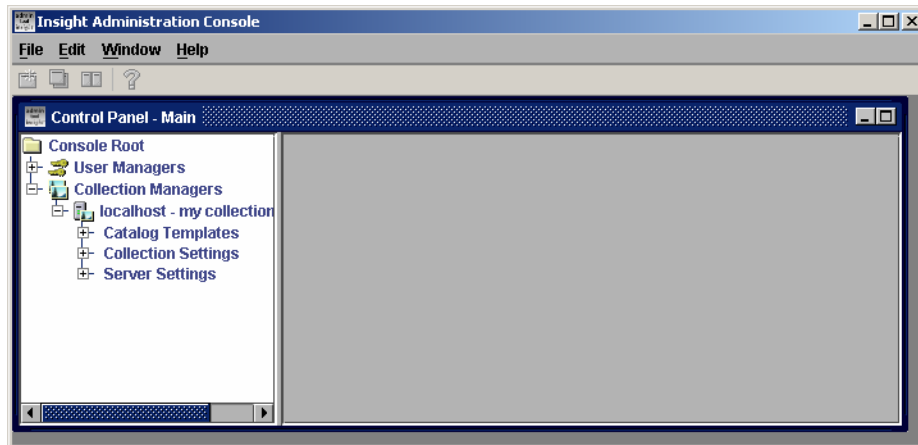 Insight Administration Console
File Edit Window Help
Control Panel - Main
Console Root
User Managers
Collection Managers
localhost - my collection
Catalog Templates
Collection Settings
Server Settings